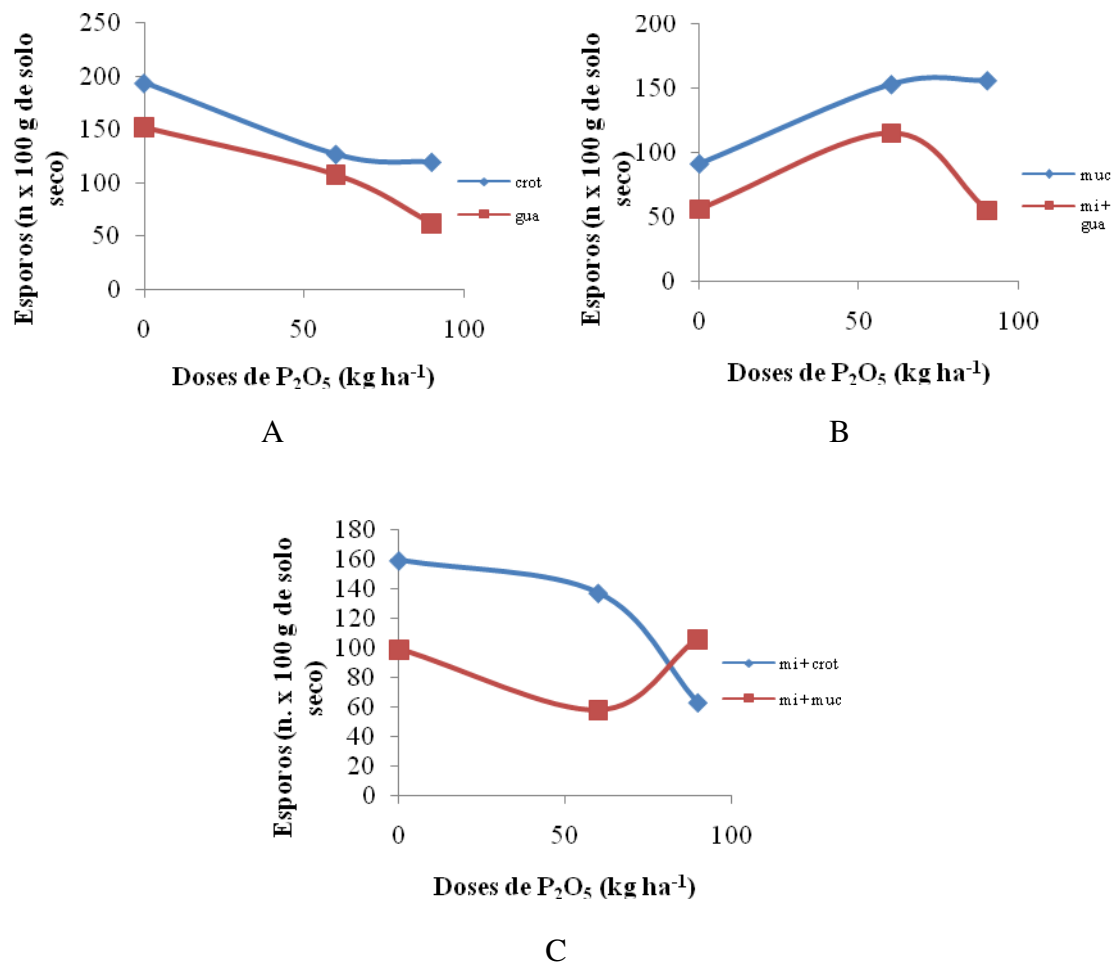 Esporos (n x 100 g de solo
seco)
250
200
150
100
50
0
0
50
100
Doses de P₂O₅ (kg ha⁻¹)
crot
gua
A
Esporos (n x 100 g de solo
seco)
200
150
100
50
0
0
50
100
Doses de P₂O₅ (kg ha⁻¹)
muc
mi+
gua
B
Esporos (n. x 100 g de solo
seco)
180
160
140
120
100
80
60
40
20
0
0
50
100
Doses de P₂O₅ (kg ha⁻¹)
mi+crot
mi+muc
C